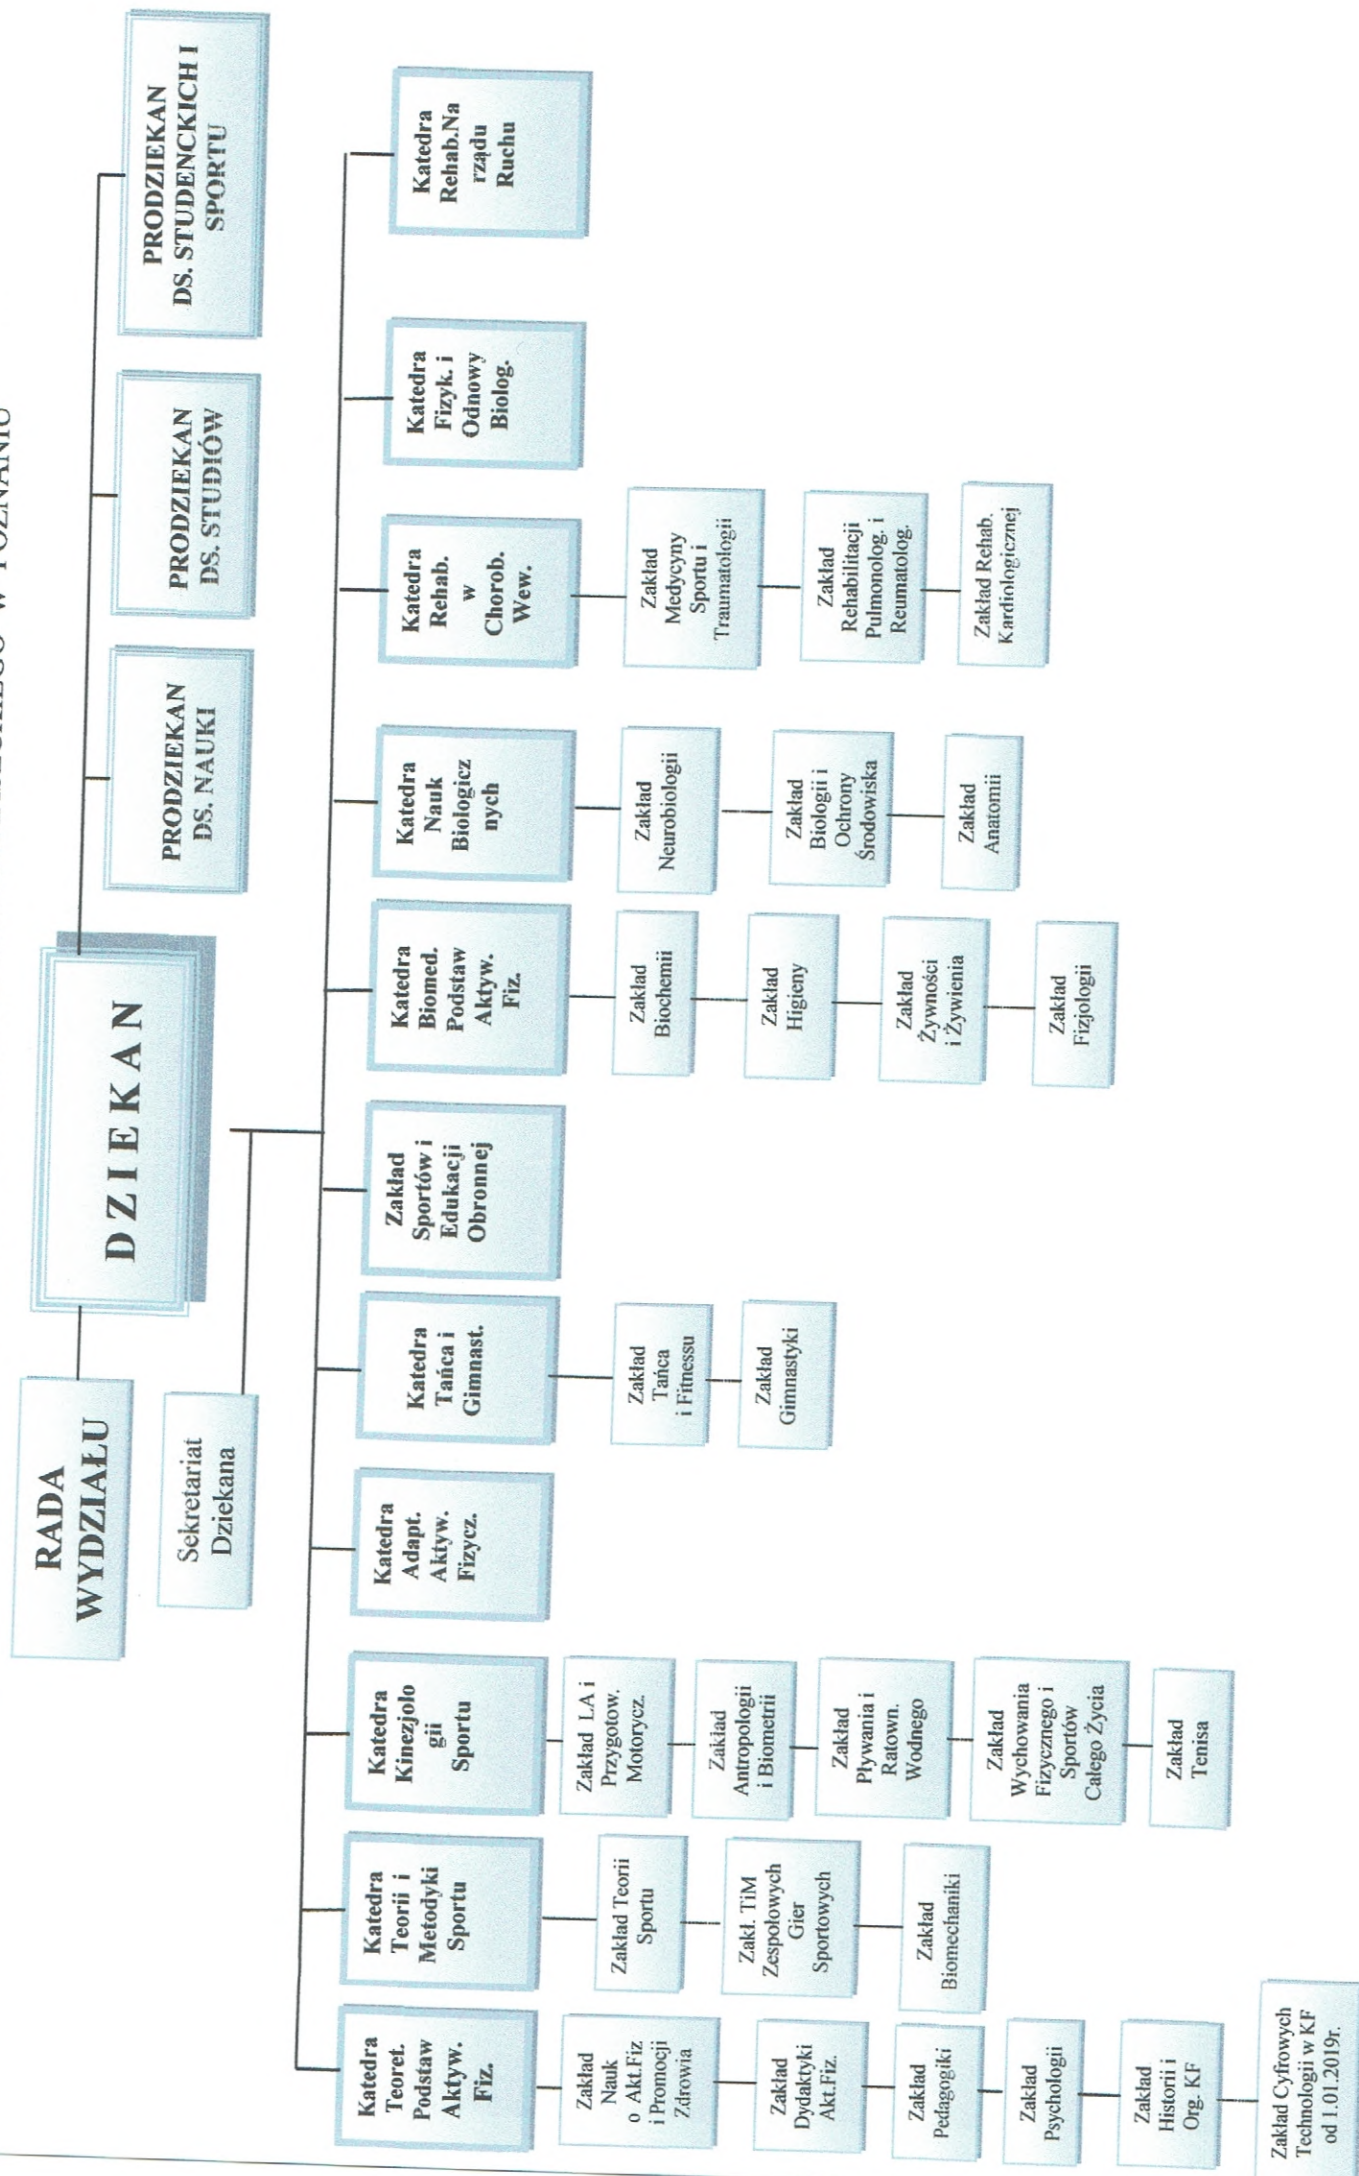 W POZNANIU
RADA
WYDZIAŁU
DZIEKAN
Sekretariat
Dziekana
PRODZIEKAN
DS. NAUKI
PRODZIEKAN
DS. STUDIÓW
PRODZIEKAN
DS. STUDENCKICH I
SPORTU
Katedra
Teoret.
Podstaw
Aktyw.
Fiz.
Zakład
Nauk
o Akt.Fiz
i Promocji
Zdrowia
Zakład
Dydaktyki
Akt.Fiz.
Zakład
Pedagogiki
Zakład
Psychologii
Zakład
Historii i
Org. KF
Zakład Cyfrowych
Technologii w KF
od 1.01.2019r.
Katedra
Teorii i
Metodyki
Sportu
Zakład Teorii
Sportu
Zakł. TiM
Zespołowych
Gier
Sportowych
Zakład
Biomechaniki
Katedra
Kinezjolo
gii
Sportu
Zakład LA i
Przygotow.
Motorycz.
Zakład
Antropologii
i Biometrii
Zakład
Pływania i
Ratown.
Wodnego
Zakład
Wychowania
Fizycznego i
Sportów
Całego Życia
Zakład
Tenisa
Katedra
Adapt.
Aktyw.
Fizycz.
Katedra
Tańca i
Gimnast.
Zakład
Tańca
i Fitnessu
Zakład
Gimnastyki
Zakład
Sportów i
Edukacji
Obronnej
Katedra
Biomed.
Podstaw
Aktyw.
Fiz.
Zakład
Biochemii
Zakład
Higieny
Zakład
Żywności
i Żywienia
Zakład
Fizjologii
Katedra
Nauk
Biologicz
nych
Zakład
Neurobiologii
Zakład
Biologii i
Ochrony
Środowiska
Zakład
Anatomii
Katedra
Rehab.
w
Chorob.
Wew.
Zakład
Medycyny
Sportu i
Traumatologii
Zakład
Rehabilitacji
Pulmonolog. i
Reumatolog.
Zakład Rehab.
Kardiologicznej
Katedra
Fizyk. i
Odnowy
Biolog.
Katedra
Rehab.Na
rządu
Ruchu